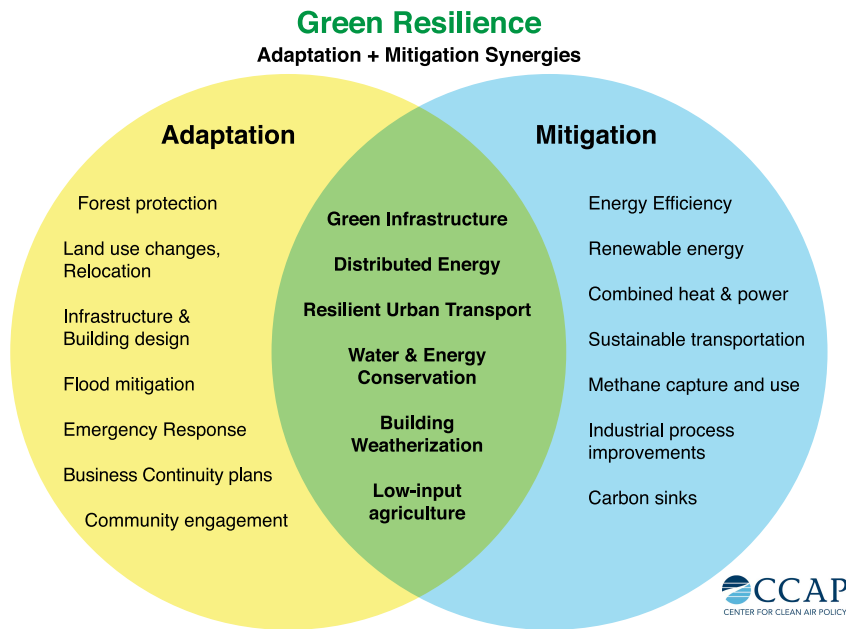 Green Resilience
Adaptation + Mitigation Synergies
Adaptation
Forest protection
Land use changes,
Relocation
Infrastructure &
Building design
Flood mitigation
Emergency Response
Business Continuity plans
Community engagement
Green Infrastructure
Distributed Energy
Resilient Urban Transport
Water & Energy
Conservation
Building
Weatherization
Low-input
agriculture
Mitigation
Energy Efficiency
Renewable energy
Combined heat & power
Sustainable transportation
Methane capture and use
Industrial process
improvements
Carbon sinks
CCAP
CENTER FOR CLEAN AIR POLICY